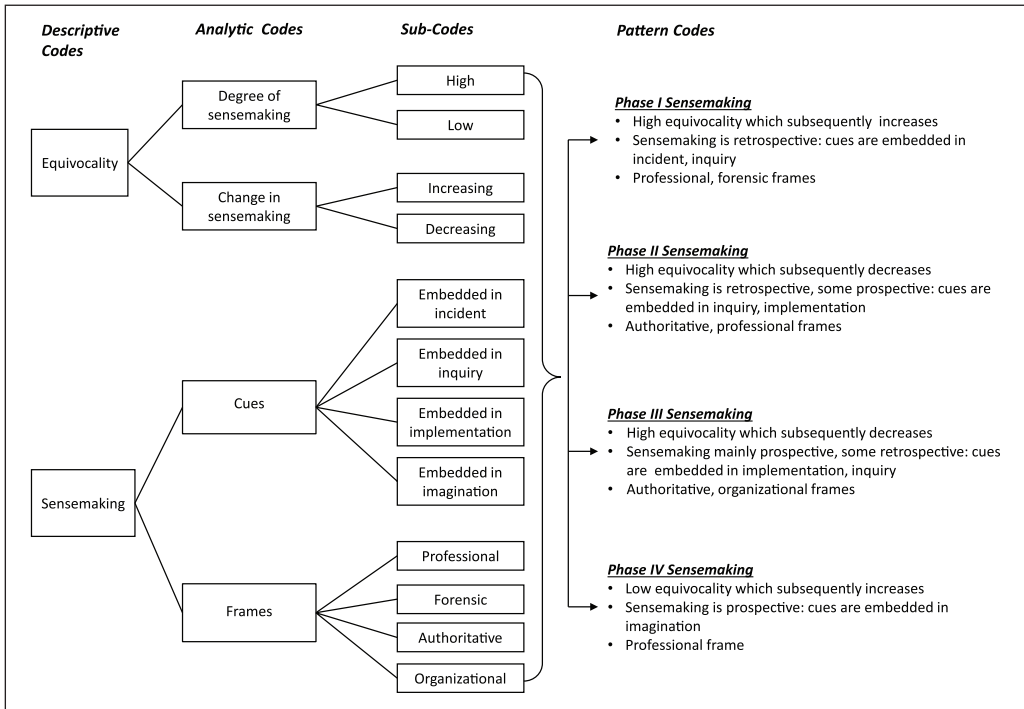 Descriptive
Codes
Analytic Codes
Sub-Codes
Pattern Codes
Equivocality
Degree of
sensemaking
High
Low
Change in
sensemaking
Increasing
Decreasing
Sensemaking
Cues
Embedded in
incident
Embedded in
inquiry
Embedded in
implementation
Embedded in
imagination
Frames
Professional
Forensic
Authoritative
Organizational
Phase I Sensemaking
• High equivocality which subsequently increases
• Sensemaking is retrospective: cues are embedded in
incident, inquiry
• Professional, forensic frames
Phase II Sensemaking
• High equivocality which subsequently decreases
• Sensemaking is retrospective, some prospective: cues are
embedded in inquiry, implementation
• Authoritative, professional frames
Phase III Sensemaking
• High equivocality which subsequently decreases
• Sensemaking mainly prospective, some retrospective: cues
are embedded in implementation, inquiry
• Authoritative, organizational frames
Phase IV Sensemaking
• Low equivocality which subsequently increases
• Sensemaking is prospective: cues are embedded in
imagination
• Professional frame